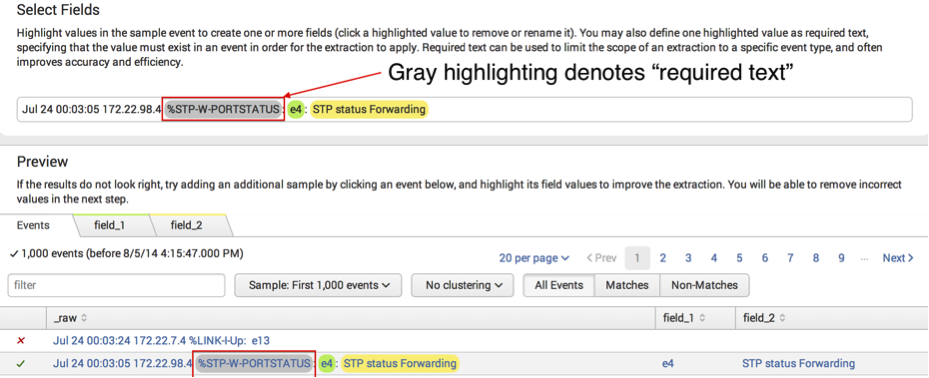 Select Fields
Highlight values in the sample event to create one or more fields (click a highlighted value to remove or rename it). You may also define one highlighted value as required text,
specifying that the value must exist in an event in order for the extraction to apply. Required text can be used to limit the scope of an extraction to a specific event type, and often
improves accuracy and efficiency.
Gray highlighting denotes “required text”
Jul 24 00:03:05 172.22.98.4 %STP-W-PORTSTATUS: e4: STP status Forwarding
Preview
If the results do not look right, try adding an additional sample by clicking an event below, and highlight its field values to improve the extraction. You will be able to remove incorrect
values in the next step.
Events field_1 field_2
✓ 1,000 events (before 8/5/14 4:15:47.000 PM)
20 per page < Prev 1 2 3 4 5 6 7 8 9 ... Next >
filter Sample: First 1,000 events No clustering All Events Matches Non-Matches
_raw field_1 field_2
x Jul 24 00:03:24 172.22.7.4 %LINK-I-Up: e13
✓ Jul 24 00:03:05 172.22.98.4 %STP-W-PORTSTATUS: e4: STP status Forwarding e4 STP status Forwarding